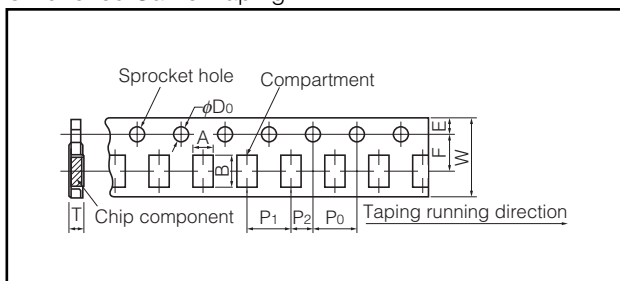 Sprocket hole
Compartment
φD0
A
E
F
W
B
T
Chip component
P1
P2
P0
Taping running direction